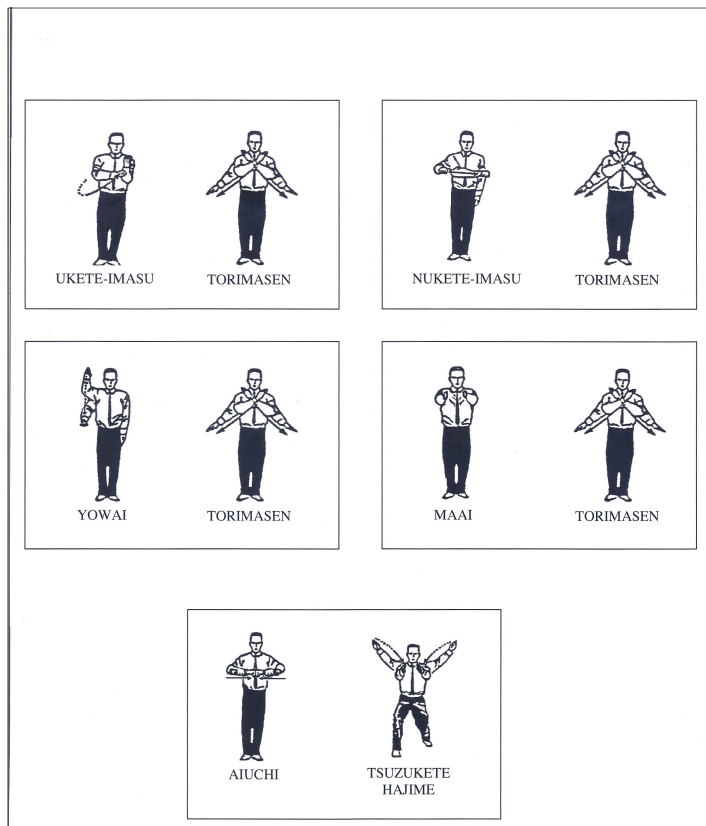 UKETE-IMASU TORIMASEN
NUKETE-IMASU TORIMASEN
YOWAI TORIMASEN
MAAI TORIMASEN
AIUCHI TSUZUKETE
HAJIME